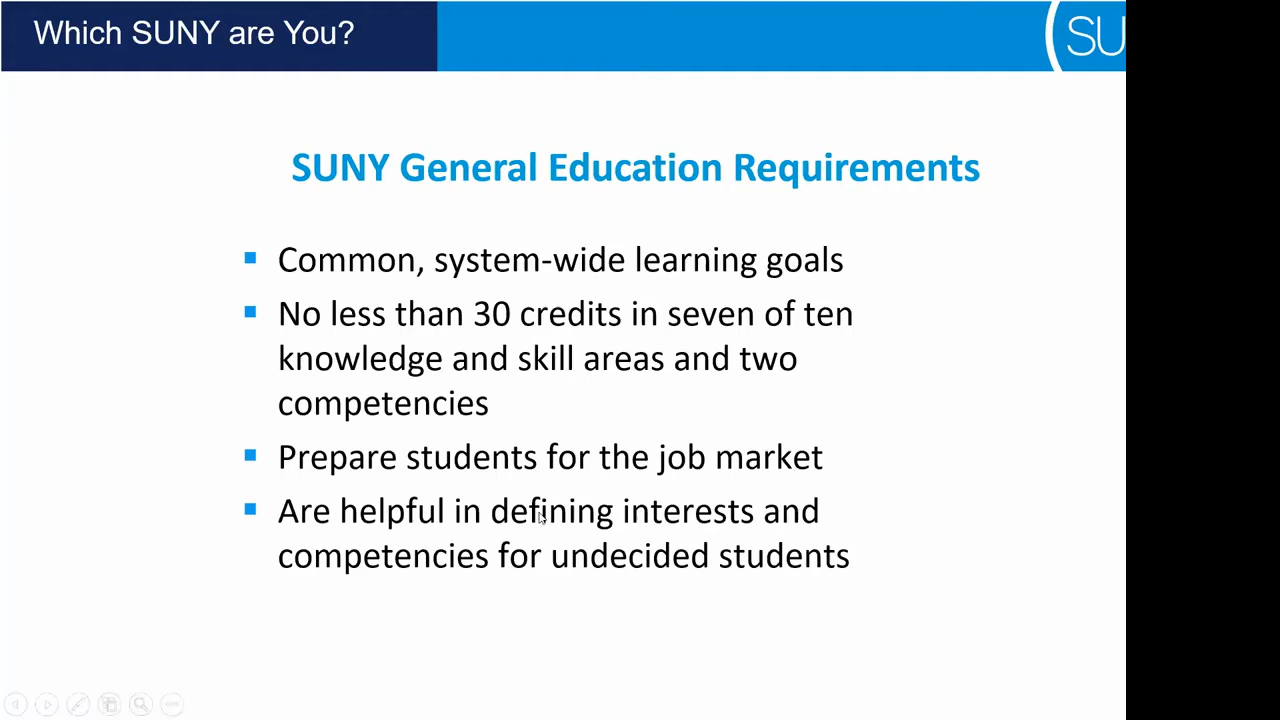 Which SUNY are You?
SU
SUNY General Education Requirements
Common, system-wide learning goals
No less than 30 credits in seven of ten
knowledge and skill areas and two
competencies
Prepare students for the job market
Are helpful in defining interests and
competencies for undecided students